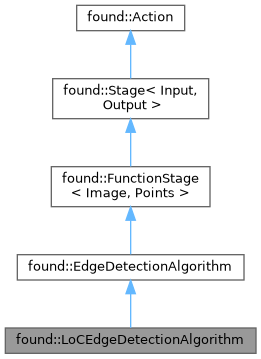 found::Action
found::Stage< Input,
Output >
found::FunctionStage
< Image, Points >
found::EdgeDetectionAlgorithm
found::LoCEdgeDetectionAlgorithm